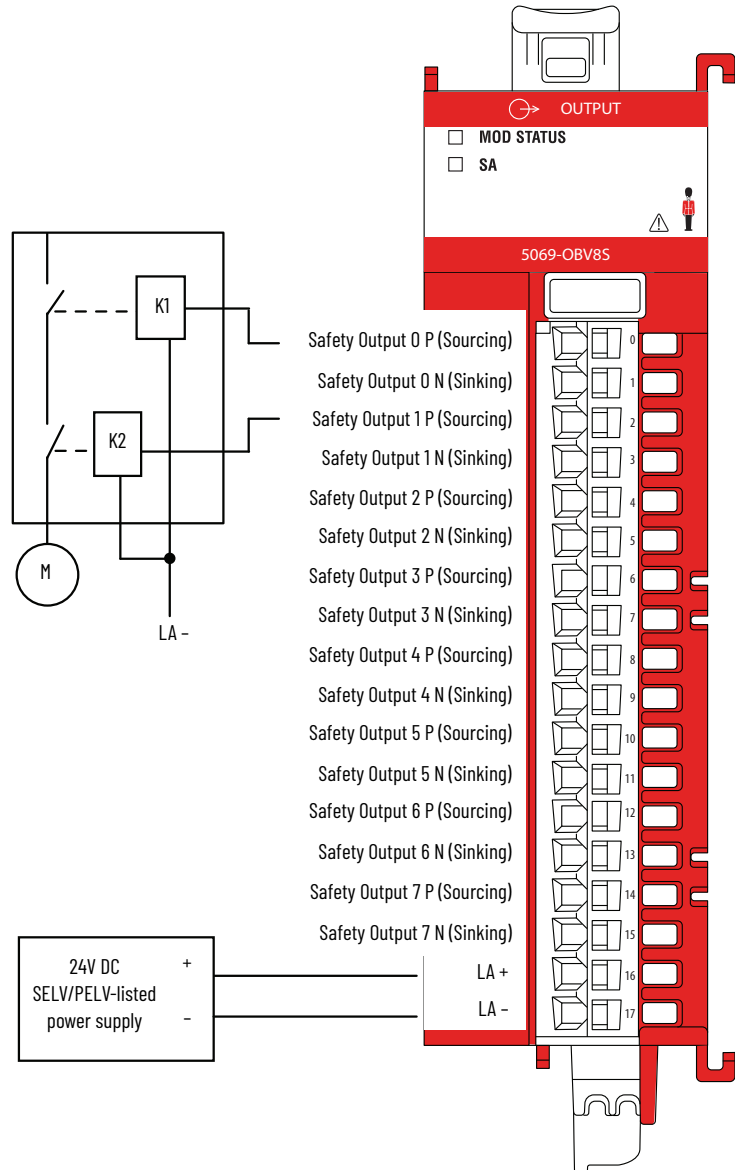 OUTPUT
MOD STATUS
SA
5069-OBV8S
K1
K2
M
LA -
Safety Output 0 P (Sourcing)
0
Safety Output 0 N (Sinking)
1
Safety Output 1 P (Sourcing)
2
Safety Output 1 N (Sinking)
3
Safety Output 2 P (Sourcing)
4
Safety Output 2 N (Sinking)
5
Safety Output 3 P (Sourcing)
6
Safety Output 3 N (Sinking)
7
Safety Output 4 P (Sourcing)
8
Safety Output 4 N (Sinking)
9
Safety Output 5 P (Sourcing)
10
Safety Output 5 N (Sinking)
11
Safety Output 6 P (Sourcing)
12
Safety Output 6 N (Sinking)
13
Safety Output 7 P (Sourcing)
14
Safety Output 7 N (Sinking)
15
LA +
16
LA -
17
24V DC
SELV/PELV-listed
power supply
+
-